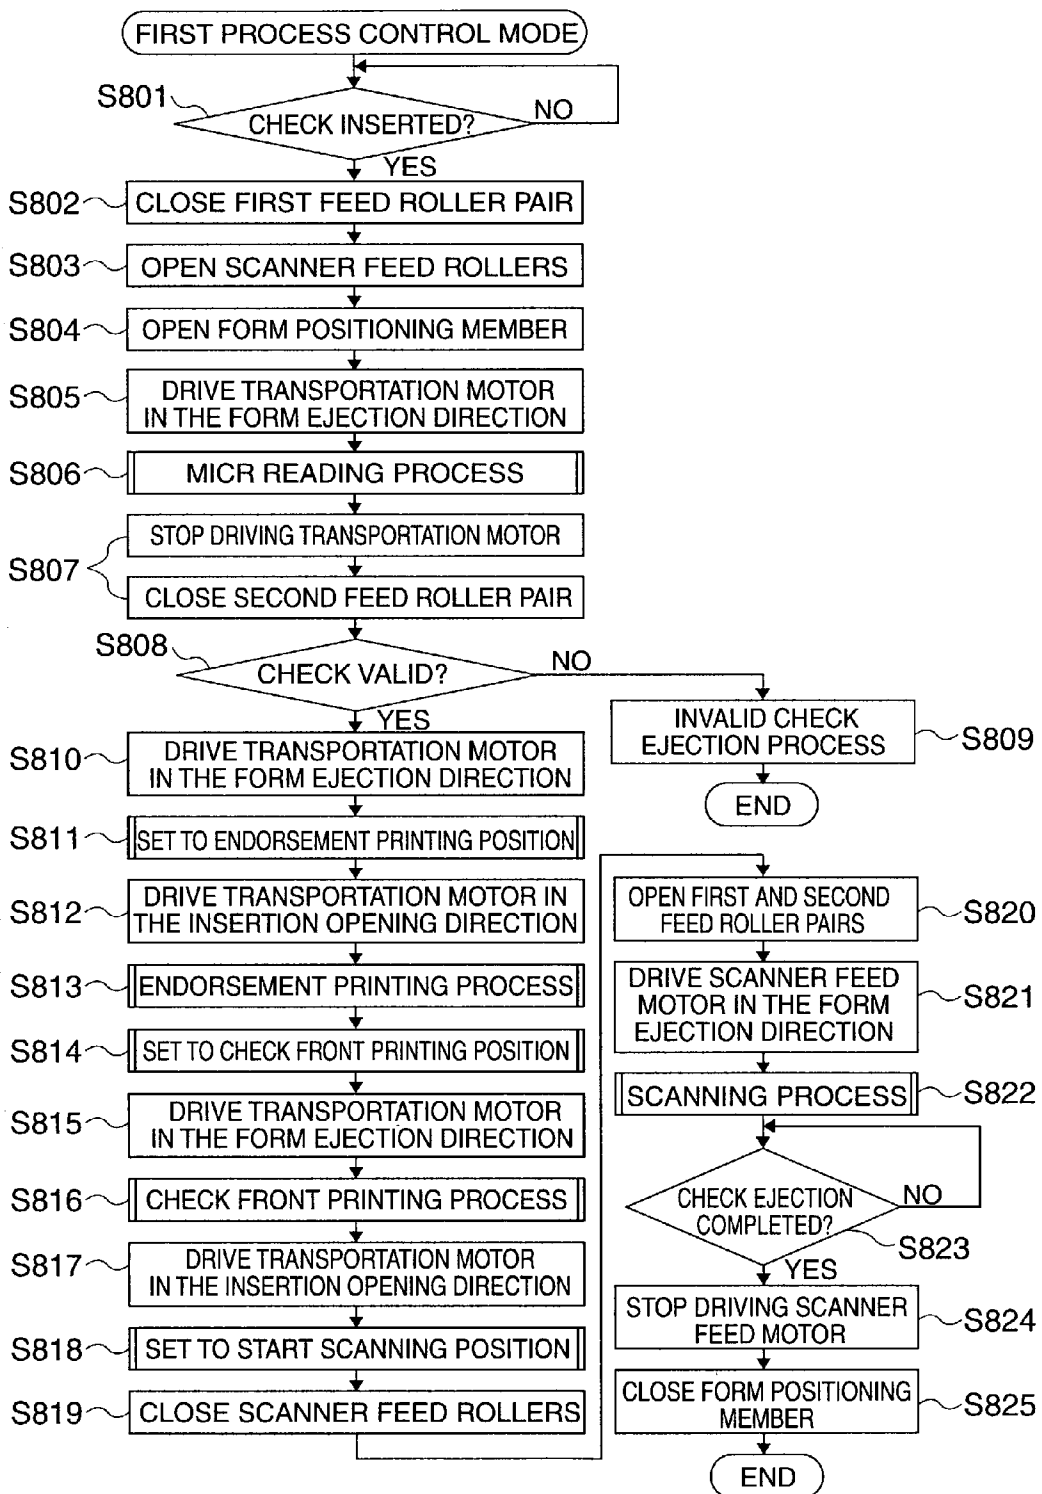 FIRST PROCESS CONTROL MODE
S801
CHECK INSERTED?
NO
YES
S802
CLOSE FIRST FEED ROLLER PAIR
S803
OPEN SCANNER FEED ROLLERS
S804
OPEN FORM POSITIONING MEMBER
S805
DRIVE TRANSPORTATION MOTOR
IN THE FORM EJECTION DIRECTION
S806
MICR READING PROCESS
S807
STOP DRIVING TRANSPORTATION MOTOR
CLOSE SECOND FEED ROLLER PAIR
S808
CHECK VALID?
NO
YES
INVALID CHECK
EJECTION PROCESS
S809
END
S810
DRIVE TRANSPORTATION MOTOR
IN THE FORM EJECTION DIRECTION
S811
SET TO ENDORSEMENT PRINTING POSITION
S812
DRIVE TRANSPORTATION MOTOR IN
THE INSERTION OPENING DIRECTION
S813
ENDORSEMENT PRINTING PROCESS
S814
SET TO CHECK FRONT PRINTING POSITION
S815
DRIVE TRANSPORTATION MOTOR
IN THE FORM EJECTION DIRECTION
S816
CHECK FRONT PRINTING PROCESS
S817
DRIVE TRANSPORTATION MOTOR
IN THE INSERTION OPENING DIRECTION
S818
SET TO START SCANNING POSITION
S819
CLOSE SCANNER FEED ROLLERS
OPEN FIRST AND SECOND
FEED ROLLER PAIRS
S820
DRIVE SCANNER FEED
MOTOR IN THE FORM
EJECTION DIRECTION
S821
SCANNING PROCESS
S822
CHECK EJECTION
COMPLETED?
NO
S823
YES
STOP DRIVING SCANNER
FEED MOTOR
S824
CLOSE FORM POSITIONING
MEMBER
S825
END